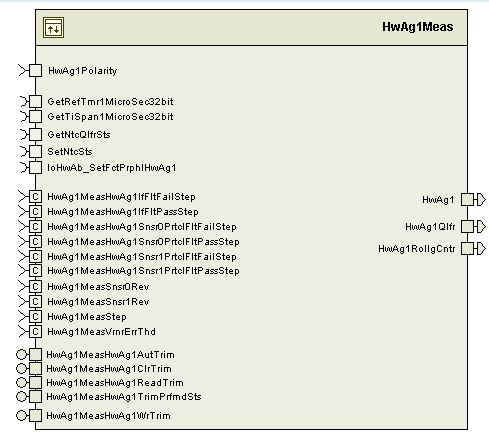 HwAg1Meas
HwAg1Polarity
GetRefTmr1MicroSec32bit
GetTiSpan1MicroSec32bit
GetNtcQlfrSts
SetNtcSts
IoHwAb_SetFctPrphlHwAg1
C HwAg1MeasHwAg1IfFltFailStep
C HwAg1MeasHwAg1IfFltPassStep
C HwAg1MeasHwAg1Snsr0PrtclFltFailStep
C HwAg1MeasHwAg1Snsr0PrtclFltPassStep
C HwAg1MeasHwAg1Snsr1PrtclFltFailStep
C HwAg1MeasHwAg1Snsr1PrtclFltPassStep
C HwAg1MeasSnsr0Rev
C HwAg1MeasSnsr1Rev
C HwAg1MeasStep
C HwAg1MeasVrnrErrThd
HwAg1MeasHwAg1AutTrim
HwAg1MeasHwAg1ClrTrim
HwAg1MeasHwAg1ReadTrim
HwAg1MeasHwAg1TrimPrfmdSts
HwAg1MeasHwAg1WrTrim
HwAg1
HwAg1Qlfr
HwAg1RollgCntr